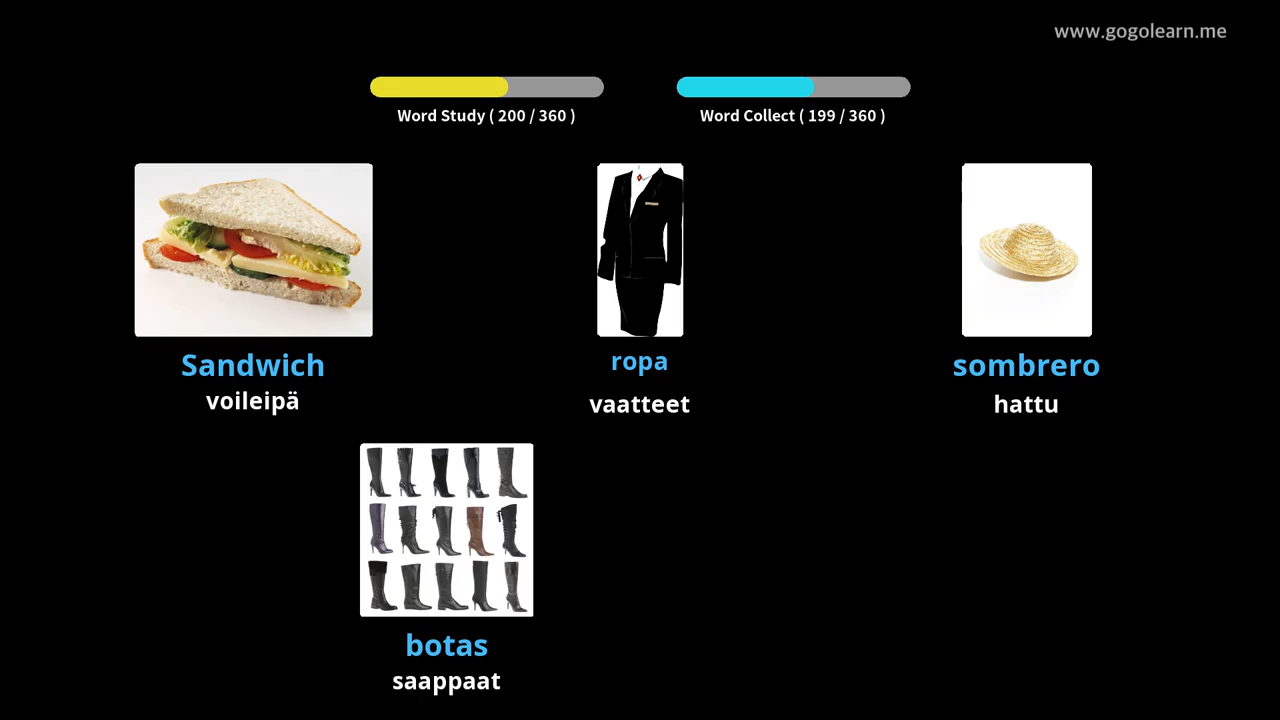 www.gogolearn.me
Word Study ( 200 / 360 )
Word Collect ( 199 / 360 )
Sandwich
voileipä
ropa
vaatteet
sombrero
hattu
botas
saappaat